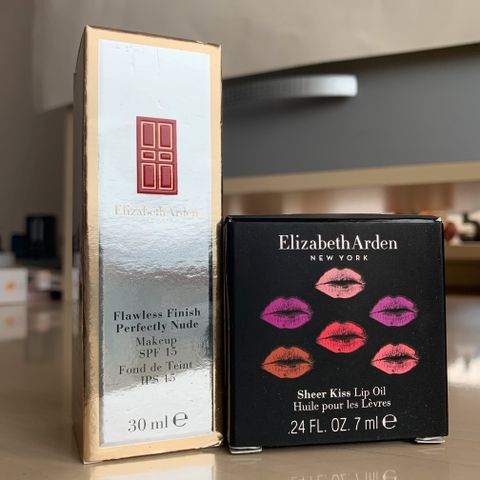 Elizabeth Arden
Flawless Finish
Perfectly Nude
Makeup
SPF 15
Fond de Teint
IPS 15
30 ml e
Elizabeth Arden
NEW YORK
Sheer Kiss Lip Oil
Huile pour les Lèvres
.24 FL. OZ. 7 ml e